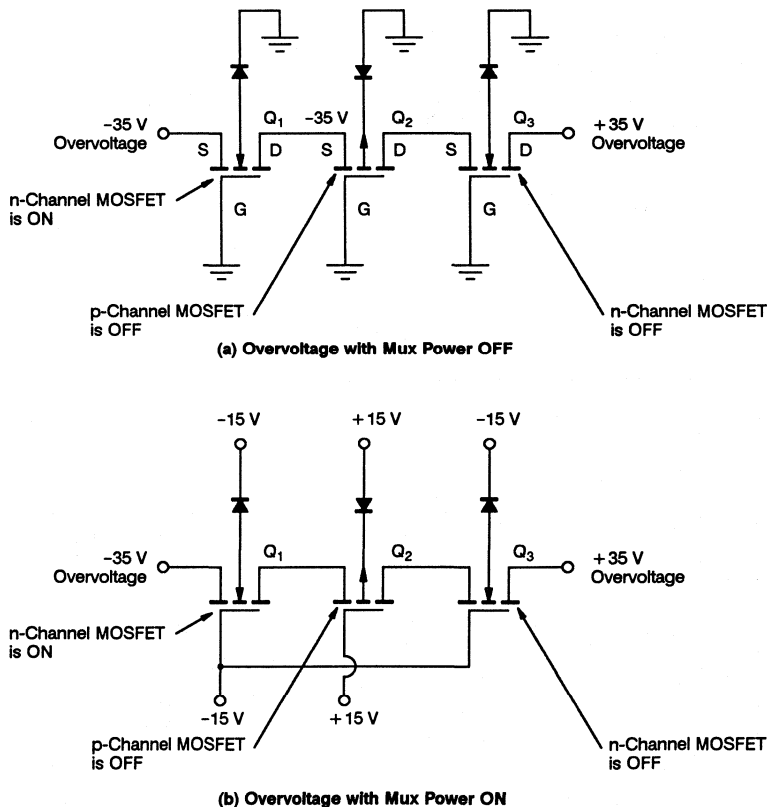 -35 V
Overvoltage
Q1
-35 V
Q2
Q3
+35 V
Overvoltage
S
D
S
D
S
D
n-Channel MOSFET
is ON
G
G
G
p-Channel MOSFET
is OFF
n-Channel MOSFET
is OFF
(a) Overvoltage with Mux Power OFF
-15 V
+15 V
-15 V
-35 V
Overvoltage
Q1
Q2
Q3
+35 V
Overvoltage
n-Channel MOSFET
is ON
-15 V
+15 V
p-Channel MOSFET
is OFF
n-Channel MOSFET
is OFF
(b) Overvoltage with Mux Power ON